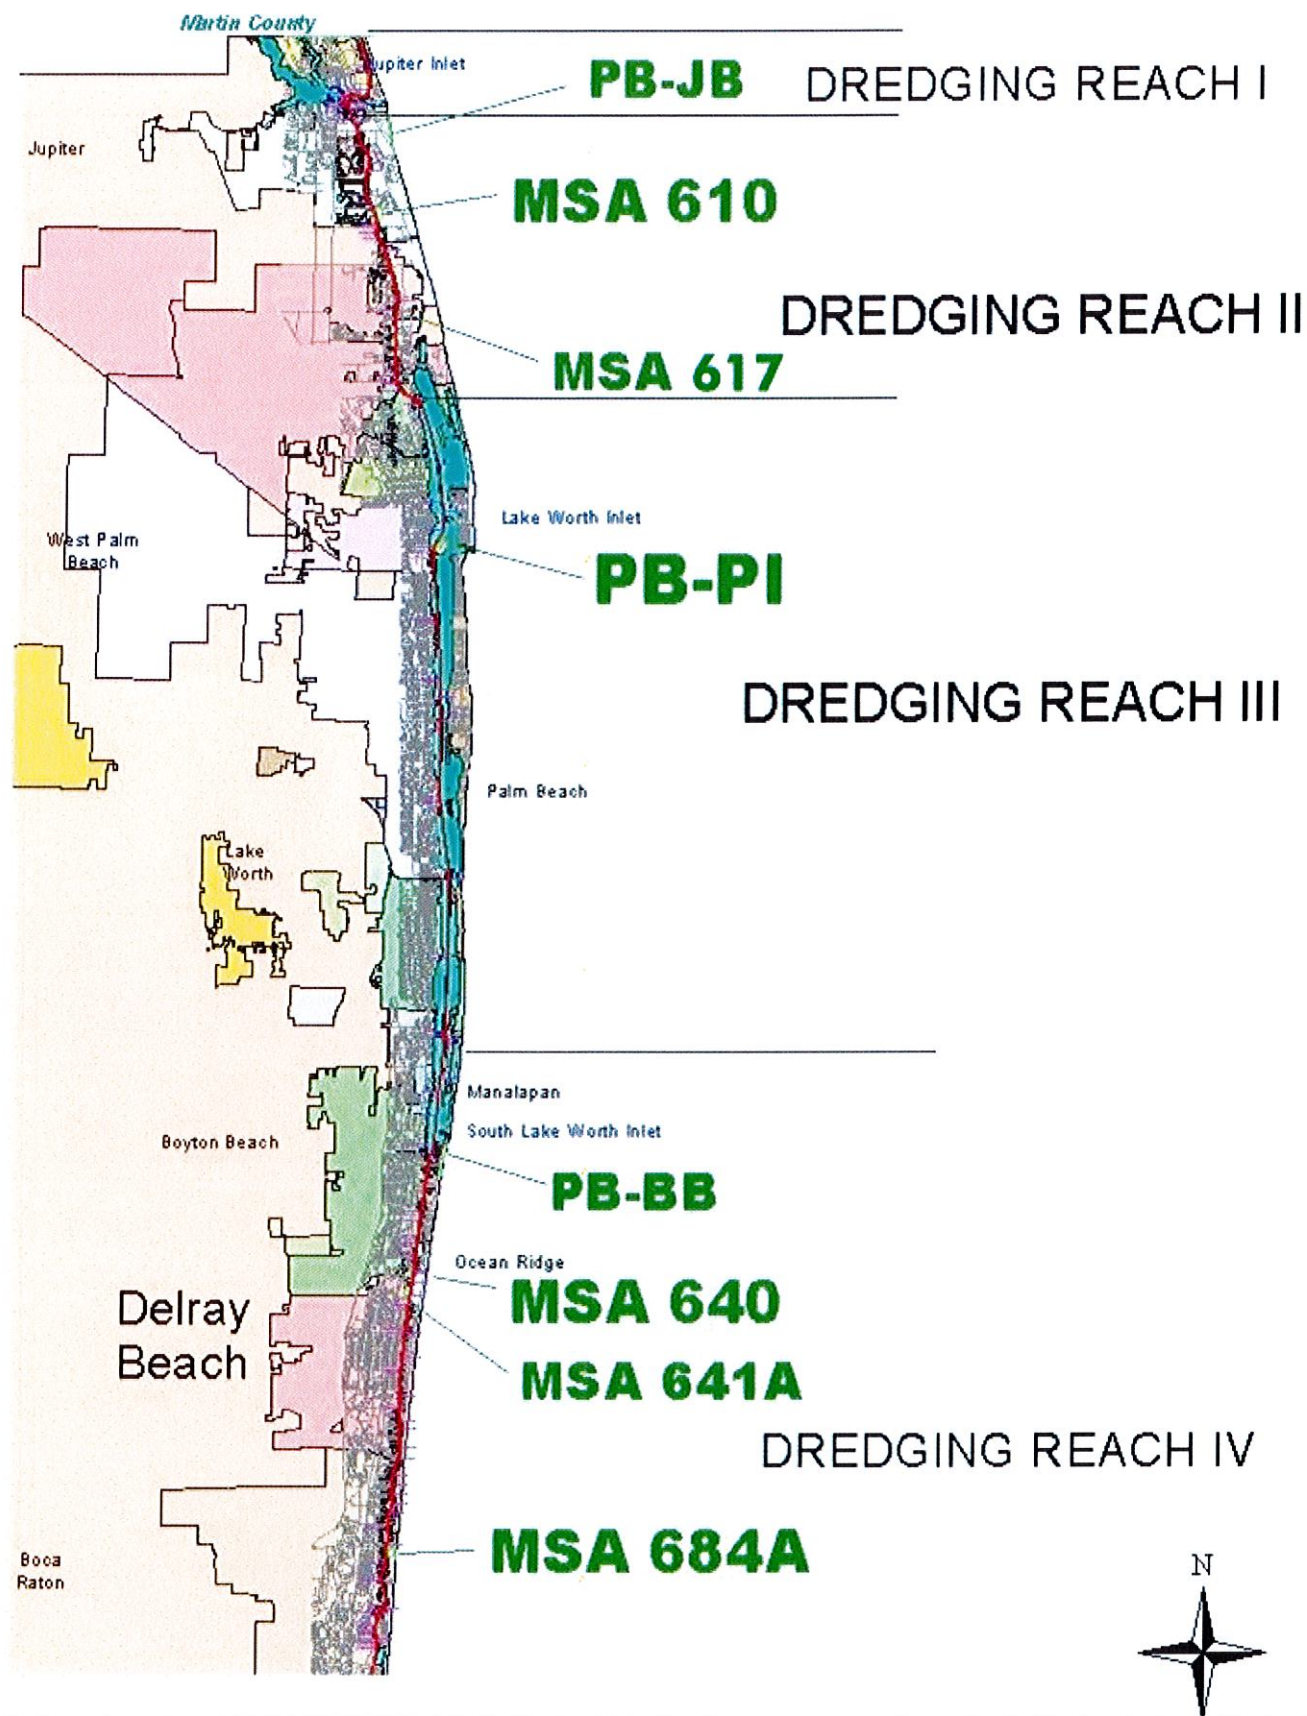 Martin County
Jupiter Inlet
PB-JB
DREDGING REACH I
Jupiter
MSA 610
DREDGING REACH II
MSA 617
Lake Worth Inlet
West Palm
Beach
PB-PI
DREDGING REACH III
Palm Beach
Lake
Worth
Manalapan
South Lake Worth Inlet
Boyton Beach
PB-BB
Ocean Ridge
MSA 640
Delray
Beach
MSA 641A
DREDGING REACH IV
MSA 684A
Boca
Raton
N